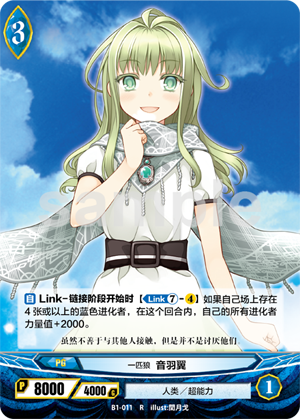 3
sample
自 Link-链接阶段开始时【Link 7-4】如果自己场上存在
4 张或以上的蓝色进化者，在这个回合内，自己的所有进化者
力量值+2000。
虽然不善于与其他人接触，但是并不是讨厌他们。
P6
一匹狼 音羽翼
P 8000 / 4000 G
人类／超能力
1
B1-011 R illust:閏月戈